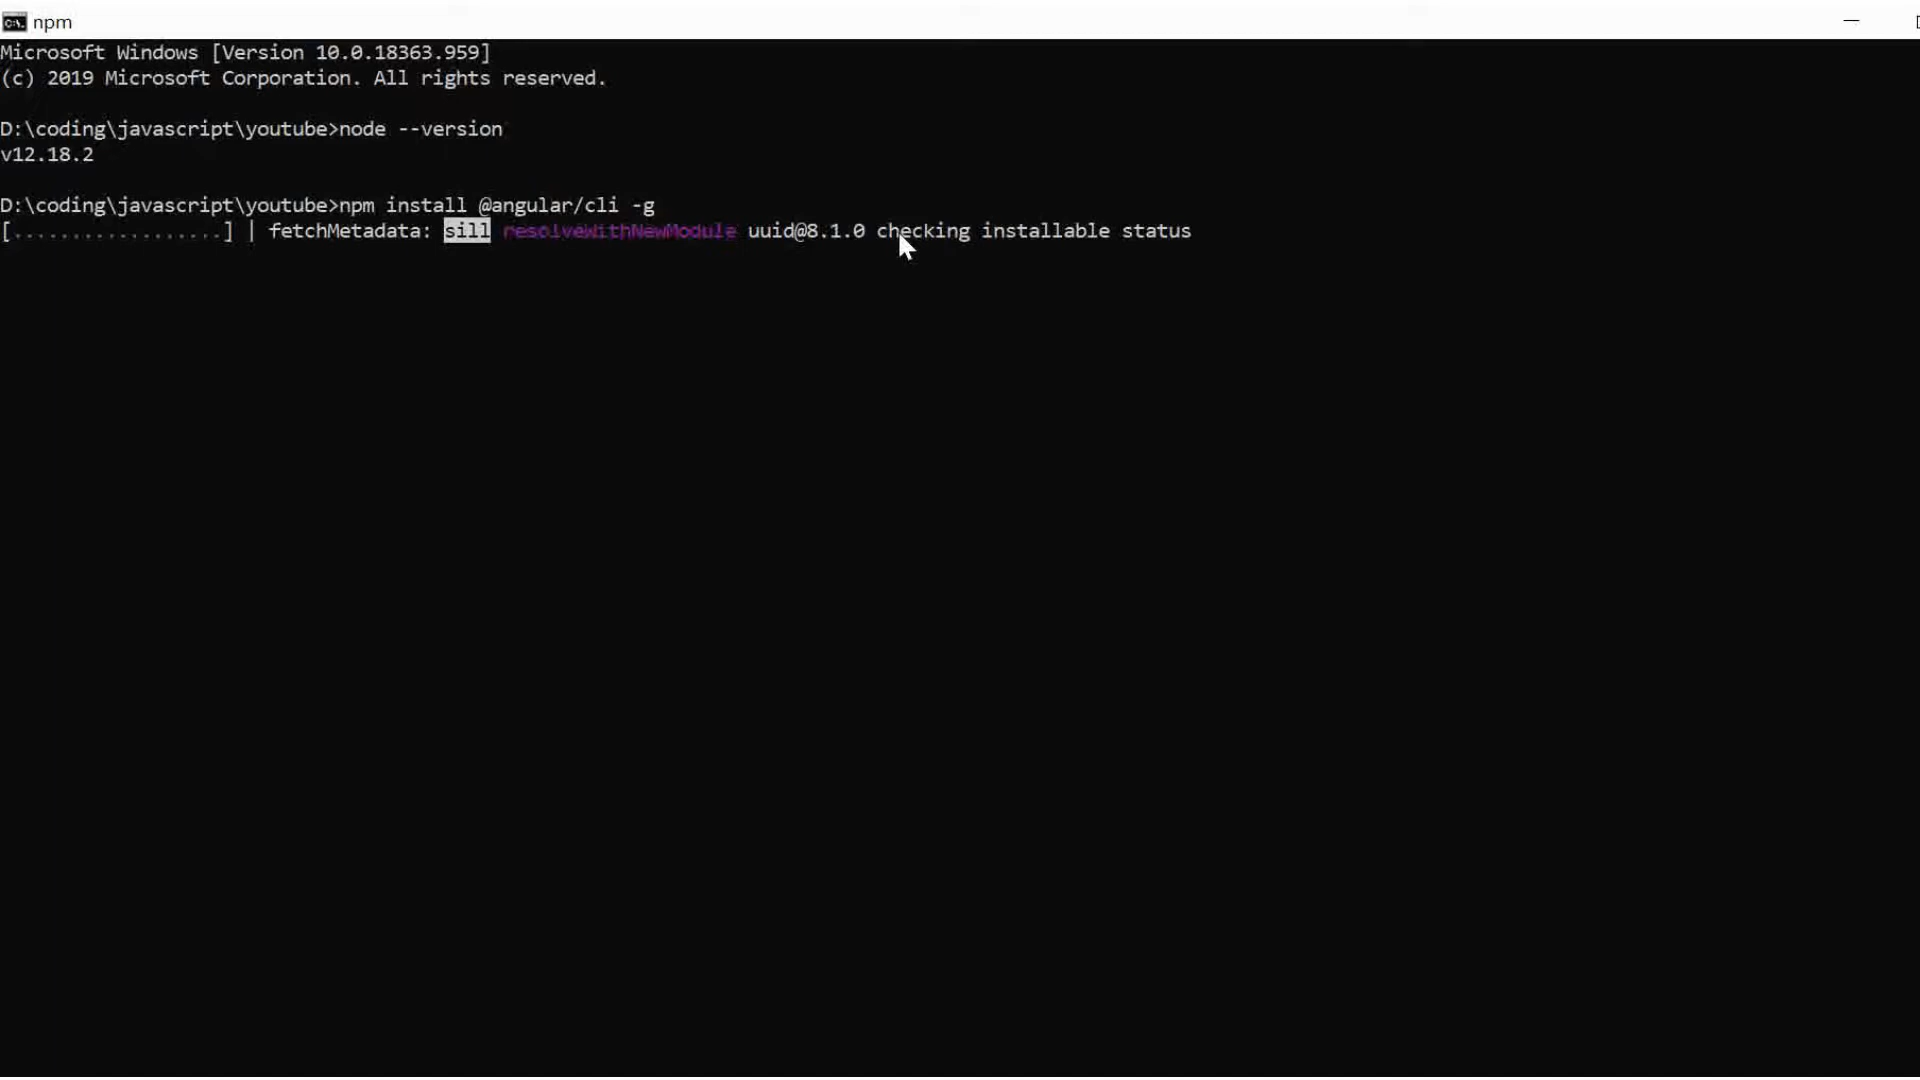 npm
Microsoft Windows [Version 10.0.18363.959]
(c) 2019 Microsoft Corporation. All rights reserved.
D:\coding\javascript\youtube>node --version
v12.18.2
D:\coding\javascript\youtube>npm install @angular/cli -g
[..................] | fetchMetadata: sill resolveWithNewModule uuid@8.1.0 checking installable status